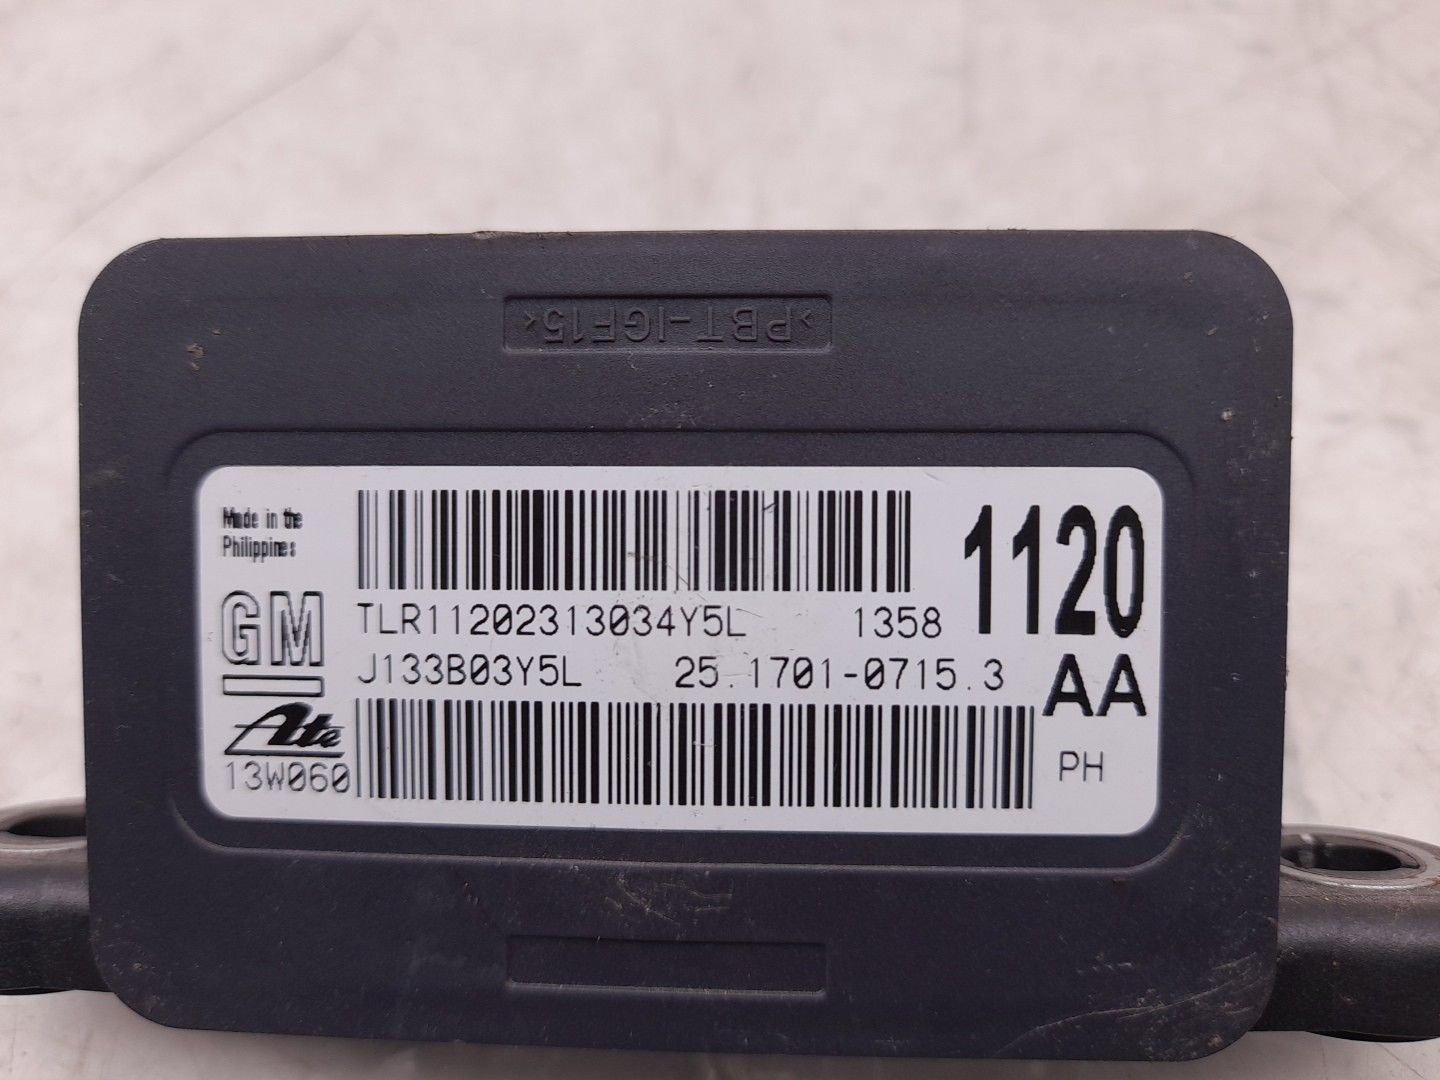 >PBT-IGF15<
Made in the
Philippines
GM
TLR11202313034Y5L 1358
1120
J133B03Y5L 25.1701-0715.3
AA
Ate
13W060
PH